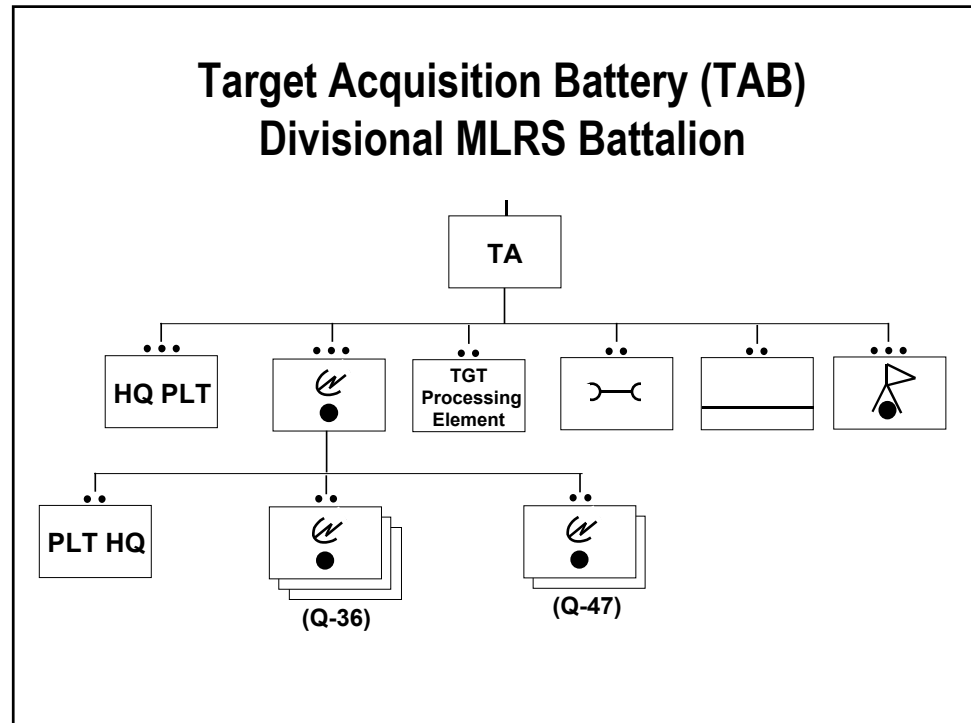 Target Acquisition Battery (TAB)
Divisional MLRS Battalion
TA
HQ PLT
TGT
Processing
Element
PLT HQ
(Q-36)
(Q-47)